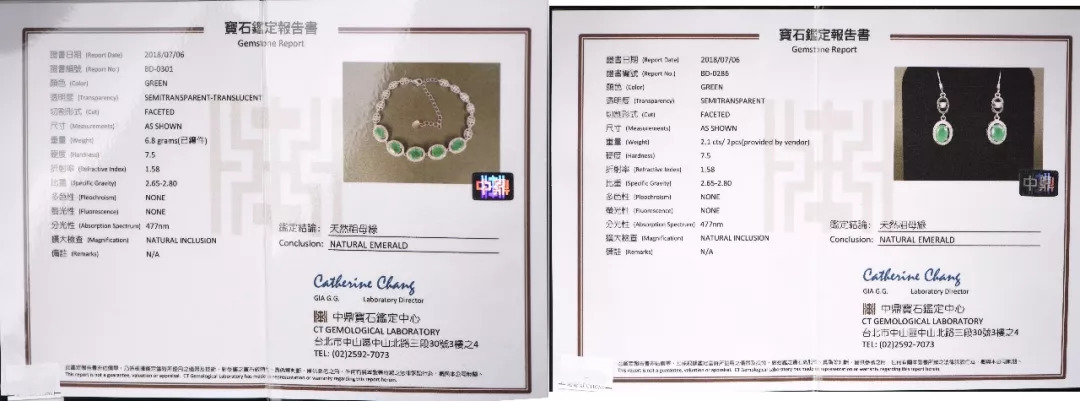 寶石鑑定報告書
Gemstone Report
證書日期 (Report Date) 2018/07/06
證書編號 (Report No.) BD-0301
顏色 (Color) GREEN
透明度 (Transparency) SEMITRANSPARENT-TRANSLUCENT
切割形式 (Cut) FACETED
尺寸 (Measurements) AS SHOWN
重量 (Weight) 6.8 grams(已鑲件)
硬度 (Hardness) 7.5
折射率 (Refractive Index) 1.58
比重 (Specific Gravity) 2.65-2.80
多色性 (Pleochroism) NONE
螢光性 (Fluorescence) NONE
分光性 (Absorption Spectrum) 477nm
擴大檢查 (Magnification) NATURAL INCLUSION
備註 (Remarks) N/A
中鼎
鑑定結論: 天然祖母綠
Conclusion: NATURAL EMERALD
Catherine Chang
GIA G.G. Laboratory Director
中鼎寶石鑑定中心
CT GEMOLOGICAL LABORATORY
台北市中山區中山北路三段30號3樓之4
TEL: (02)2592-7073
This report is not a guarantee, valuation or appraisal. CT Gemological Laboratory has made representation or warranty regarding this report herein.
寶石鑑定報告書
Gemstone Report
證書日期 (Report Date) 2018/07/06
證書編號 (Report No.) BD-0286
顏色 (Color) GREEN
透明度 (Transparency) SEMITRANSPARENT
切割形式 (Cut) FACETED
尺寸 (Measurements) AS SHOWN
重量 (Weight) 2.1 cts/ 2pcs(provided by vendor)
硬度 (Hardness) 7.5
折射率 (Refractive Index) 1.58
比重 (Specific Gravity) 2.65-2.80
多色性 (Pleochroism) NONE
螢光性 (Fluorescence) NONE
分光性 (Absorption Spectrum) 477nm
擴大檢查 (Magnification) NATURAL INCLUSION
備註 (Remarks) N/A
中鼎
鑑定結論: 天然祖母綠
Conclusion: NATURAL EMERALD
Catherine Chang
GIA G.G. Laboratory Director
中鼎寶石鑑定中心
CT GEMOLOGICAL LABORATORY
台北市中山區中山北路三段30號3樓之4
TEL: (02)2592-7073
This report is not a guarantee, valuation or appraisal. CT Gemological Laboratory has made representation or warranty regarding this report herein.